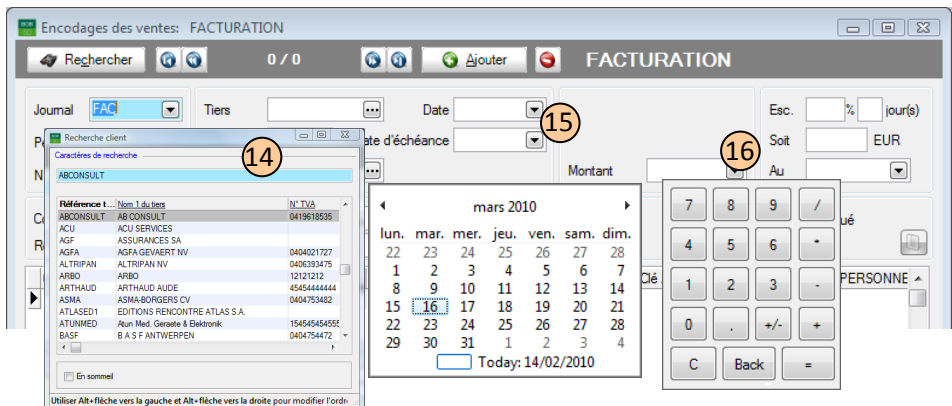 Encodages des ventes: FACTURATION
Rechercher 0 / 0 Ajouter FACTURATION
Journal FAC Tiers Date Esc. % jour(s)
ate d'échéance Soit EUR
Montant Au
15
16
Recherche client
14
Caractères de recherche
ABCONSULT
Référence t... Nom 1 du tiers N° TVA
ABCONSULT AB CONSULT 0419618535
ACU ACU SERVICES
AGF ASSURANCES SA
AGFA AGFA GEVAERT NV 0404021727
ALTRIPAN ALTRIPAN NV 0406393475
ARBO ARBO 12121212
ARTHAUD ARTHAUD AUDE 45454444444
ASMA ASMA-BORGERS CV 0404753482
ATLASED1 EDITIONS RENCONTRE ATLAS S.A.
ATUNMED Atun Med. Geraete & Elektronik 154545454555
BASF B A S F ANTWERPEN 0404754472
En sommeil
Utiliser Alt+flèche vers la gauche et Alt+flèche vers la droite pour modifier l'ordre
mars 2010
lun. mar. mer. jeu. ven. sam. dim.
22 23 24 25 26 27 28
1 2 3 4 5 6 7
8 9 10 11 12 13 14
15 16 17 18 19 20 21
22 23 24 25 26 27 28
29 30 31 1 2 3 4
Today: 14/02/2010
7 8 9 /
4 5 6 *
1 2 3 -
0 . +/- +
C Back =
ué
Clé
PERSONNE